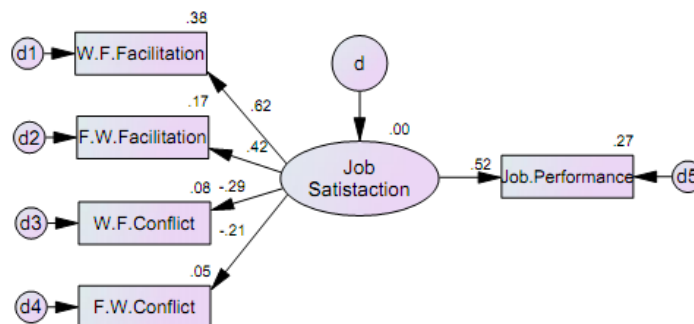 .38
d1
W.F.Facilitation
d
.17
.62
d2
F.W.Facilitation
.00
.42
Job
Satistaction
.52
.27
Job.Performance
d5
.08
-.29
d3
W.F.Conflict
-.21
.05
d4
F.W.Conflict